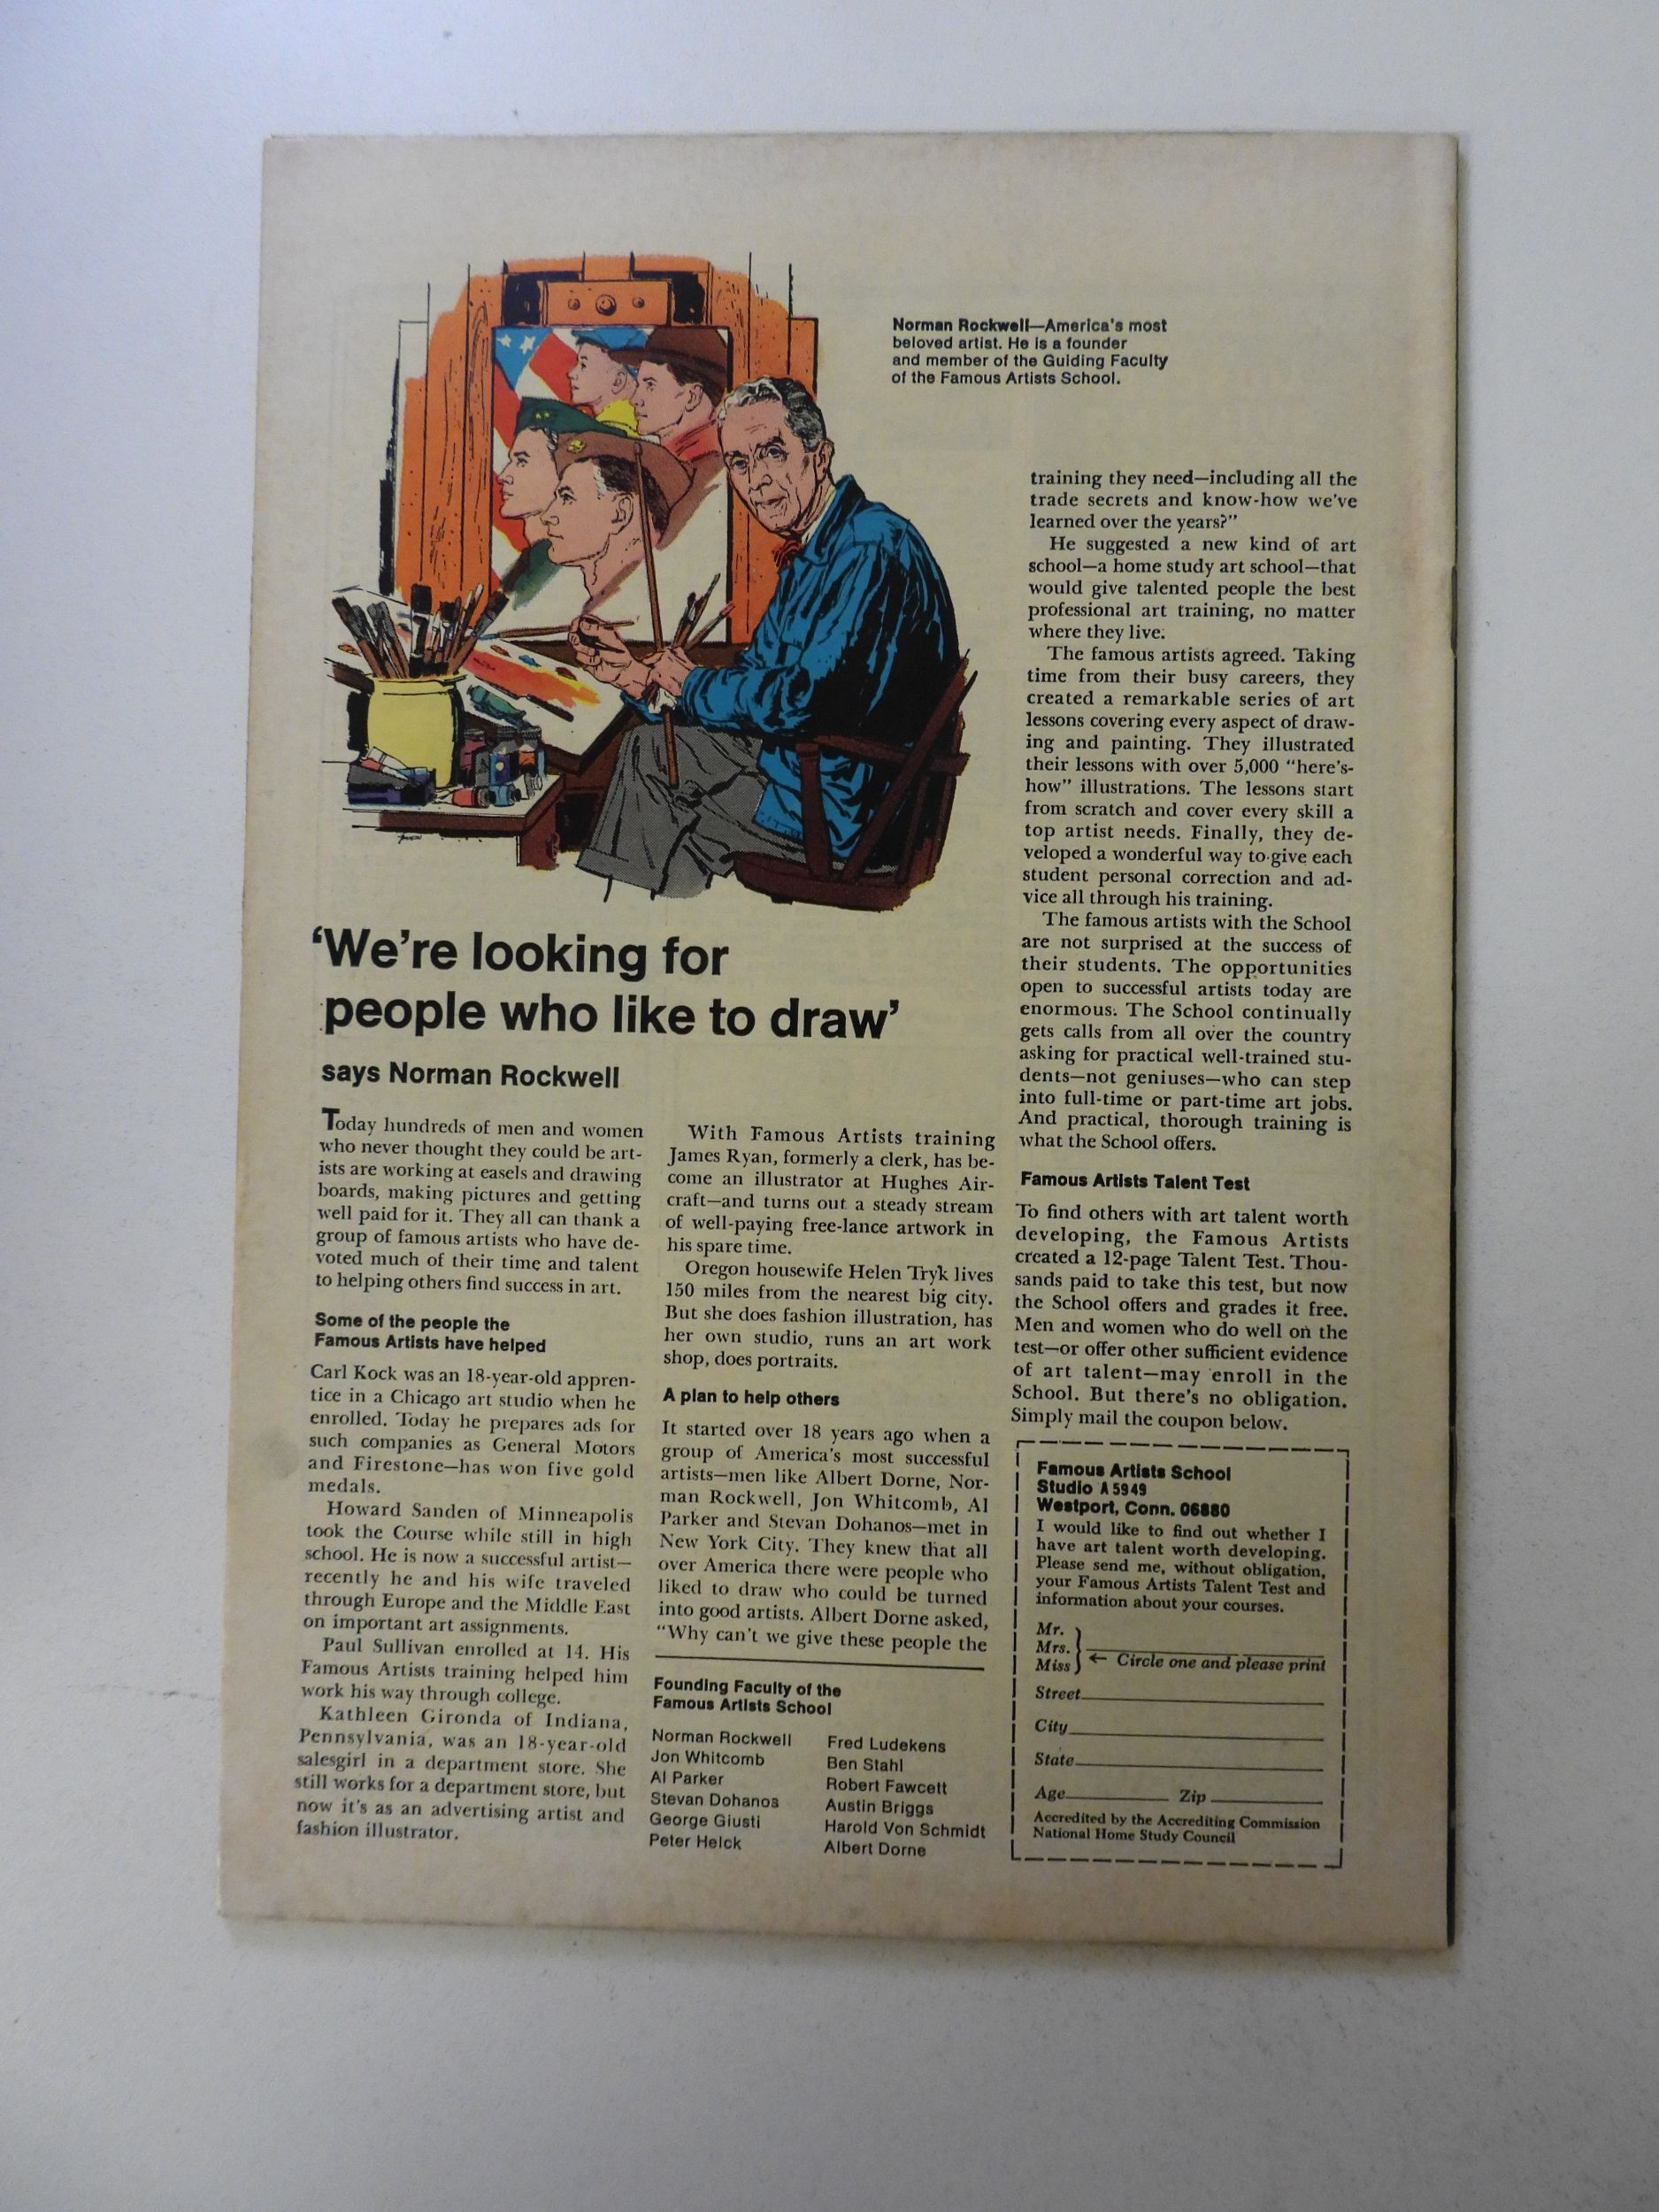 Norman Rockwell—America's most
beloved artist. He is a founder
and member of the Guiding Faculty
of the Famous Artists School.
'We're looking for
people who like to draw'
says Norman Rockwell
Today hundreds of men and women
who never thought they could be art-
ists are working at easels and drawing
boards, making pictures and getting
well paid for it. They all can thank a
group of famous artists who have de-
voted much of their time and talent
to helping others find success in art.
Some of the people the
Famous Artists have helped
Carl Kock was an 18-year-old appren-
tice in a Chicago art studio when he
enrolled. Today he prepares ads for
such companies as General Motors
and Firestone—has won five gold
medals.
Howard Sanden of Minneapolis
took the Course while still in high
school. He is now a successful artist—
recently he and his wife traveled
through Europe and the Middle East
on important art assignments.
Paul Sullivan enrolled at 14. His
Famous Artists training helped him
work his way through college.
Kathleen Gironda of Indiana,
Pennsylvania, was an 18-year-old
salesgirl in a department store. She
still works for a department store, but
now it's as an advertising artist and
fashion illustrator.
With Famous Artists training
James Ryan, formerly a clerk, has be-
come an illustrator at Hughes Air-
craft—and turns out a steady stream
of well-paying free-lance artwork in
his spare time.
Oregon housewife Helen Tryk lives
150 miles from the nearest big city.
But she does fashion illustration, has
her own studio, runs an art work
shop, does portraits.
A plan to help others
It started over 18 years ago when a
group of America's most successful
artists—men like Albert Dorne, Nor-
man Rockwell, Jon Whitcomb, Al
Parker and Stevan Dohanos—met in
New York City. They knew that all
over America there were people who
liked to draw who could be turned
into good artists. Albert Dorne asked,
"Why can't we give these people the
Founding Faculty of the
Famous Artists School
Norman Rockwell
Jon Whitcomb
Al Parker
Stevan Dohanos
George Giusti
Peter Helck
Fred Ludekens
Ben Stahl
Robert Fawcett
Austin Briggs
Harold Von Schmidt
Albert Dorne
training they need—including all the
trade secrets and know-how we've
learned over the years?"
He suggested a new kind of art
school—a home study art school—that
would give talented people the best
professional art training, no matter
where they live.
The famous artists agreed. Taking
time from their busy careers, they
created a remarkable series of art
lessons covering every aspect of draw-
ing and painting. They illustrated
their lessons with over 5,000 "here's-
how" illustrations. The lessons start
from scratch and cover every skill a
top artist needs. Finally, they de-
veloped a wonderful way to give each
student personal correction and ad-
vice all through his training.
The famous artists with the School
are not surprised at the success of
their students. The opportunities
open to successful artists today are
enormous. The School continually
gets calls from all over the country
asking for practical well-trained stu-
dents—not geniuses—who can step
into full-time or part-time art jobs.
And practical, thorough training is
what the School offers.
Famous Artists Talent Test
To find others with art talent worth
developing, the Famous Artists
created a 12-page Talent Test. Thou-
sands paid to take this test, but now
the School offers and grades it free.
Men and women who do well on the
test—or offer other sufficient evidence
of art talent—may enroll in the
School. But there's no obligation.
Simply mail the coupon below.
Famous Artists School
Studio A5949
Westport, Conn. 06880
I would like to find out whether I
have art talent worth developing.
Please send me, without obligation,
your Famous Artists Talent Test and
information about your courses.
Mr.
Mrs.
Miss
← Circle one and please print
Street
City
State
Age Zip
Accredited by the Accrediting Commission
National Home Study Council